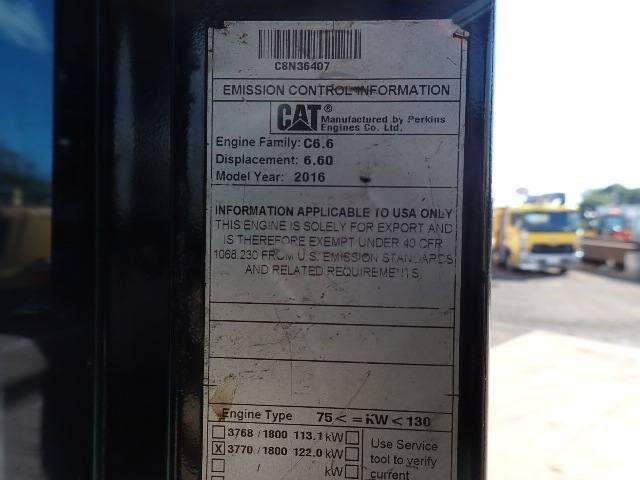 C8N36407
EMISSION CONTROL INFORMATION
CAT® Manufactured by Perkins
Engines Co. Ltd.
Engine Family: C6.6
Displacement: 6.60
Model Year: 2016
INFORMATION APPLICABLE TO USA ONLY
THIS ENGINE IS SOLELY FOR EXPORT AND
IS THEREFORE EXEMPT UNDER 40 CFR
1068.230 FROM U.S. EMISSION STANDARDS
AND RELATED REQUIREMENTS.
Engine Type 75 < = KW < 130
3768 / 1800 113.1 kW
X 3770 / 1800 122.0 kW
/ kW
Use Service
tool to verify
current